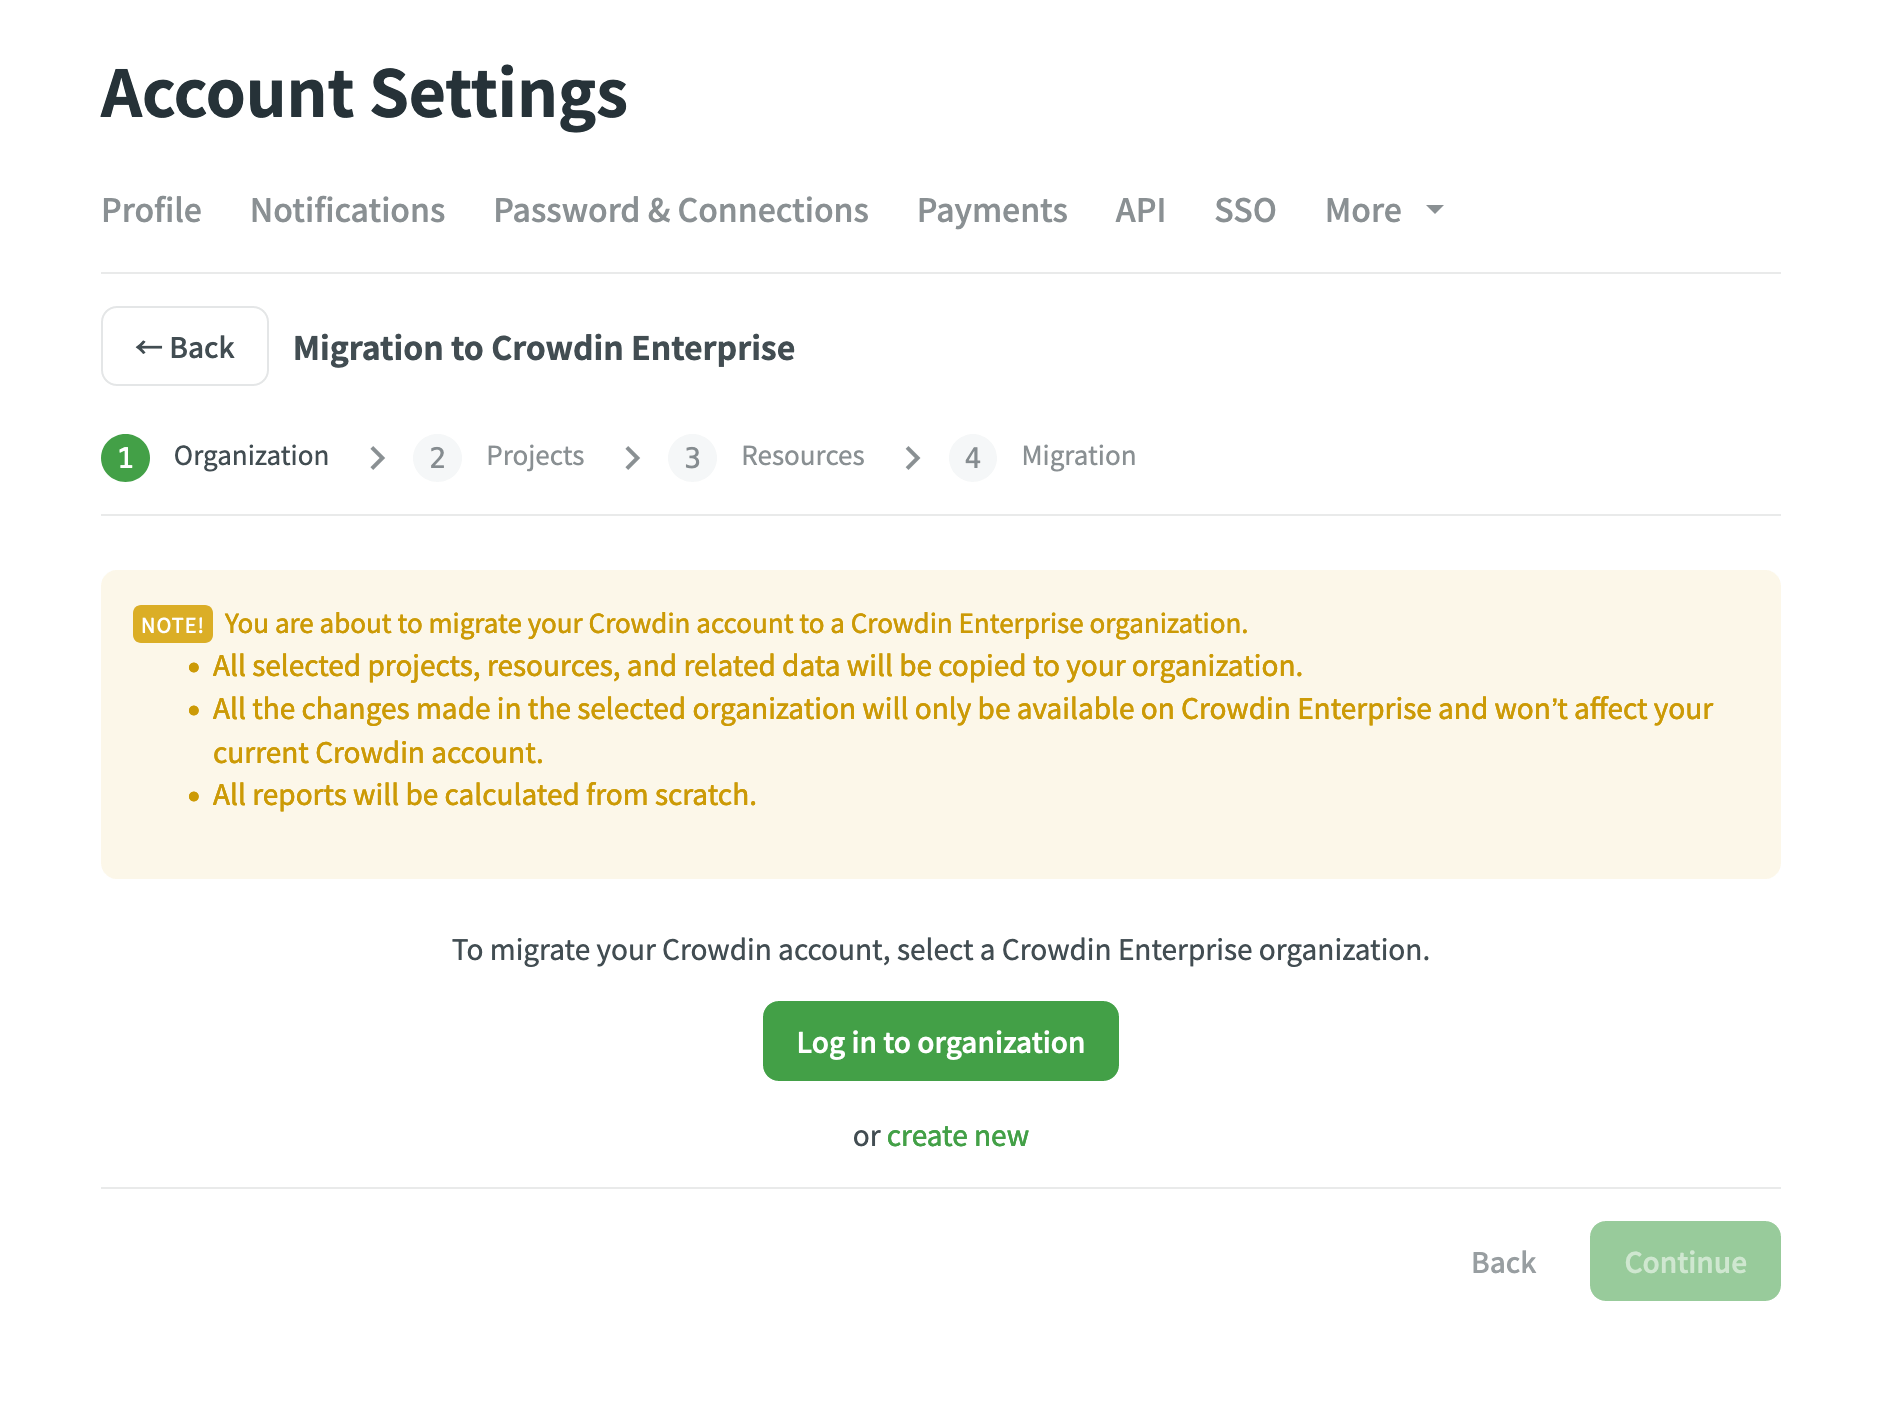 Account Settings
Profile Notifications Password & Connections Payments API SSO More
← Back Migration to Crowdin Enterprise
1 Organization 2 Projects 3 Resources 4 Migration
NOTE! You are about to migrate your Crowdin account to a Crowdin Enterprise organization.
• All selected projects, resources, and related data will be copied to your organization.
• All the changes made in the selected organization will only be available on Crowdin Enterprise and won’t affect your
current Crowdin account.
• All reports will be calculated from scratch.
To migrate your Crowdin account, select a Crowdin Enterprise organization.
Log in to organization
or create new
Back Continue